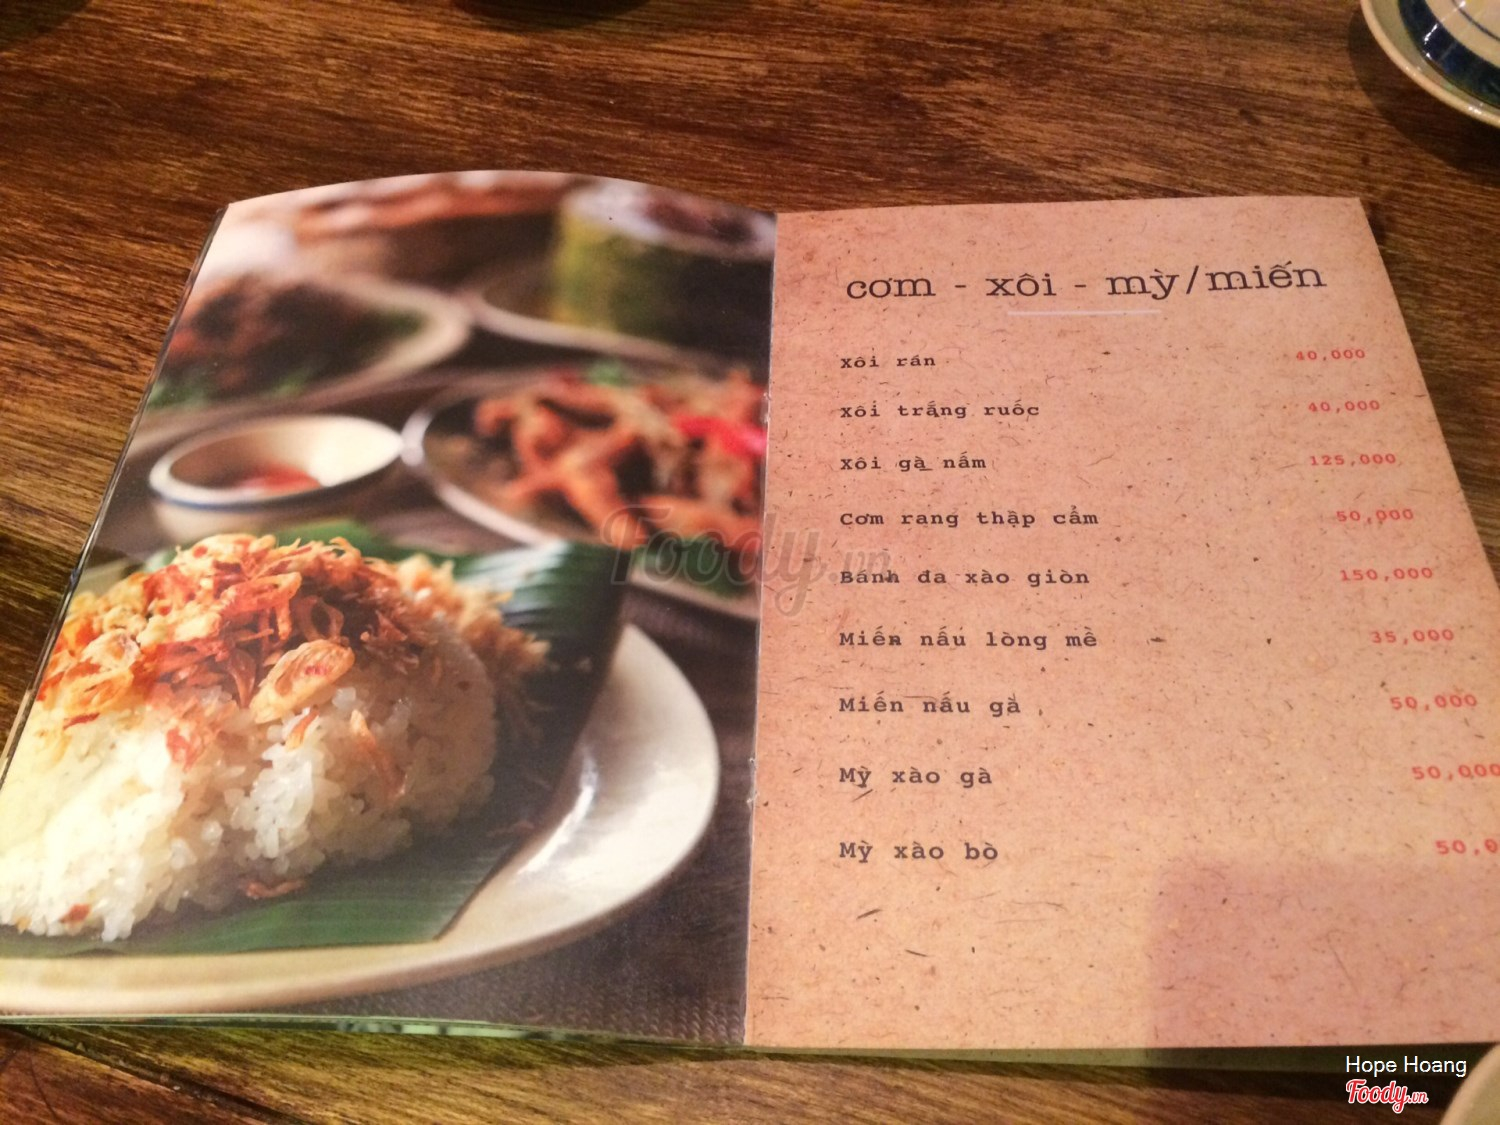 cơm - xôi - mỳ/miến
Xôi rán 40,000
Xôi trắng ruốc 40,000
Xôi gà nấm 125,000
Cơm rang thập cẩm 50,000
Bánh đa xào giòn 150,000
Miến nấu lòng mề 35,000
Miến nấu gà 50,000
Mỳ xào gà 50,000
Mỳ xào bò 50,0
Foody.vn
Hope Hoang
Foody.vn